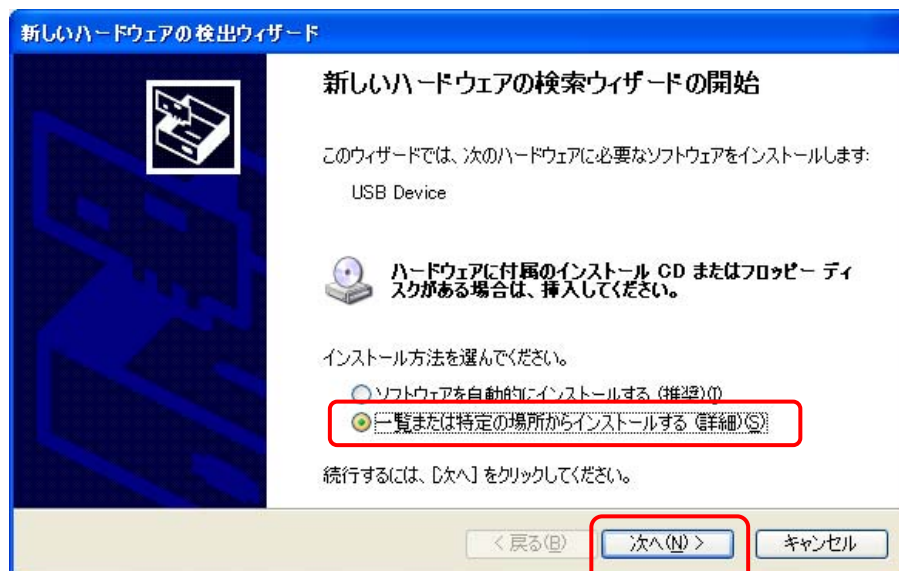 新しいハードウェアの検出ウィザード
新しいハードウェアの検索ウィザードの開始
このウィザードでは、次のハードウェアに必要なソフトウェアをインストールします:
USB Device
ハードウェアに付属のインストール CD またはフロッピー ディ
スクがある場合は、挿入してください。
インストール方法を選んでください。
ソフトウェアを自動的にインストールする (推奨)(I)
一覧または特定の場所からインストールする (詳細)(S)
続行するには、[次へ] をクリックしてください。
< 戻る(B)
次へ(N) >
キャンセル